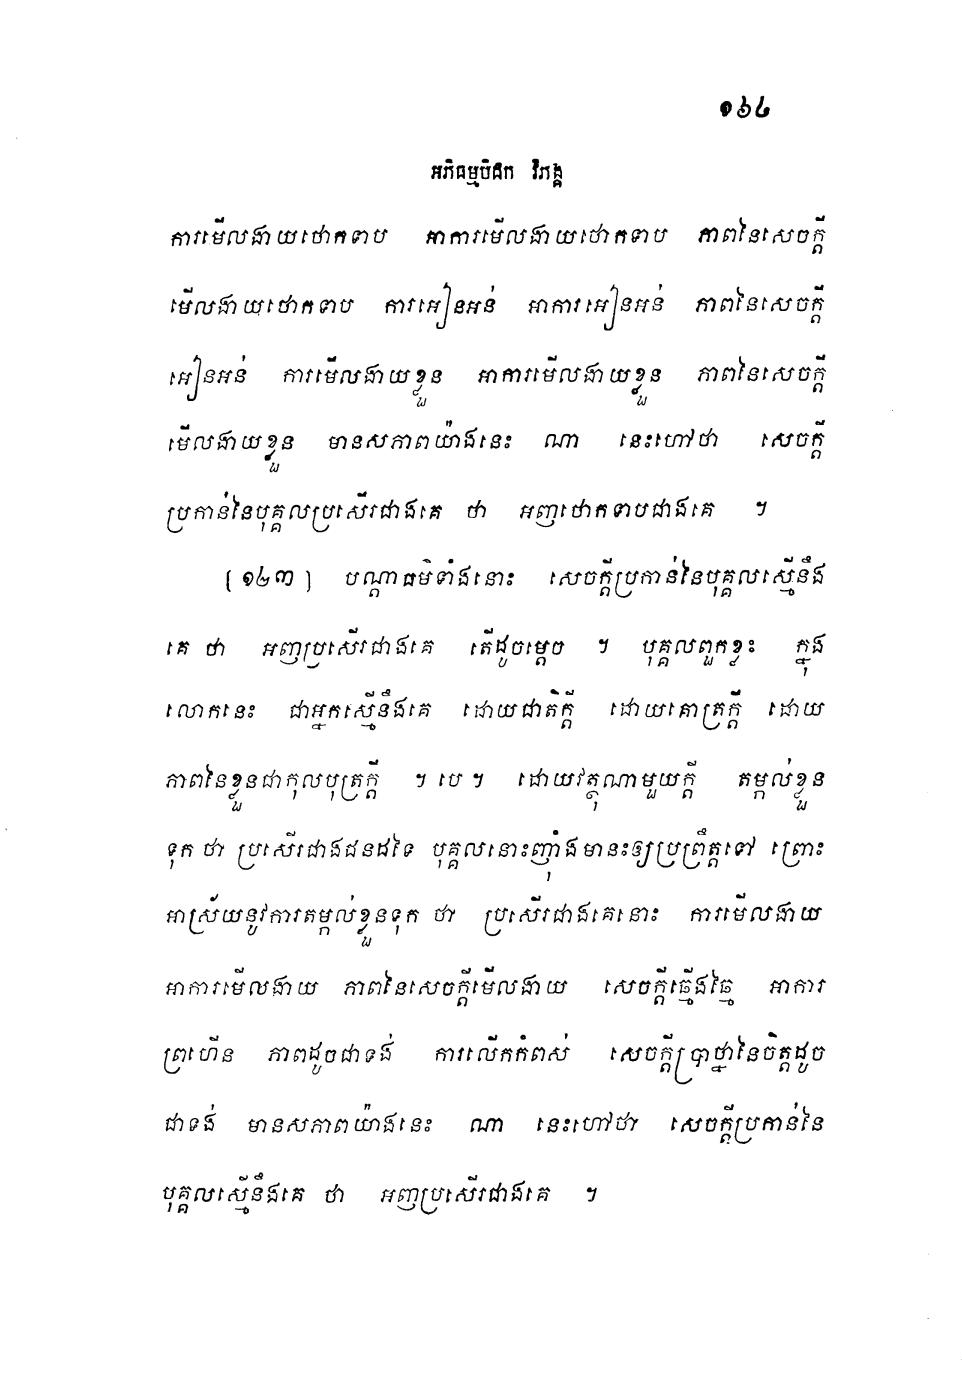 ១៦៤
អភិធម្មបិដក វិភង្គ
ការមើលងាយថោកទាប អាការមើលងាយថោកទាប ភាពនៃសេចក្តី
មើលងាយថោកទាប ការអៀនអន់ អាការអៀនអន់ ភាពនៃសេចក្តី
អៀនអន់ ការមើលងាយខ្លួន អាការមើលងាយខ្លួន ភាពនៃសេចក្តី
មើលងាយខ្លួន មានសភាពយ៉ាងនេះ ណា នេះហៅថា សេចក្តី
ប្រកាន់នៃបុគ្គលប្រសើរជាងគេ ថា អញថោកទាបជាងគេ ។
(១៤៣) បណ្តាធម៌ទាំងនោះ សេចក្តីប្រកាន់នៃបុគ្គលស្មើនឹង
គេ ថា អញប្រសើរជាងគេ តើដូចម្តេច ។ បុគ្គលពួកខ្លះ ក្នុង
លោកនេះ ជាអ្នកស្មើនឹងគេ ដោយជាតិក្តី ដោយគោត្រក្តី ដោយ
ភាពនៃខ្លួនជាកុលបុត្រក្តី ។ បេ ។ ដោយវត្ថុណាមួយក្តី តម្កល់ខ្លួន
ទុក ថា ប្រសើរជាងជនដទៃ បុគ្គលនោះញ៉ាំងមានះឲ្យប្រព្រឹត្តទៅ ព្រោះ
អាស្រ័យនូវការតម្កល់ខ្លួនទុក ថា ប្រសើរជាងគេនោះ ការមើលងាយ
អាការមើលងាយ ភាពនៃសេចក្តីមើលងាយ សេចក្តីធ្មើងធ្មៃ អាការ
ព្រហើន ភាពដូចជាទង់ ការលើកកំពស់ សេចក្តីប្រាថ្នានៃចិត្តដូច
ជាទង់ មានសភាពយ៉ាងនេះ ណា នេះហៅថា សេចក្តីប្រកាន់នៃ
បុគ្គលស្មើនឹងគេ ថា អញប្រសើរជាងគេ ។